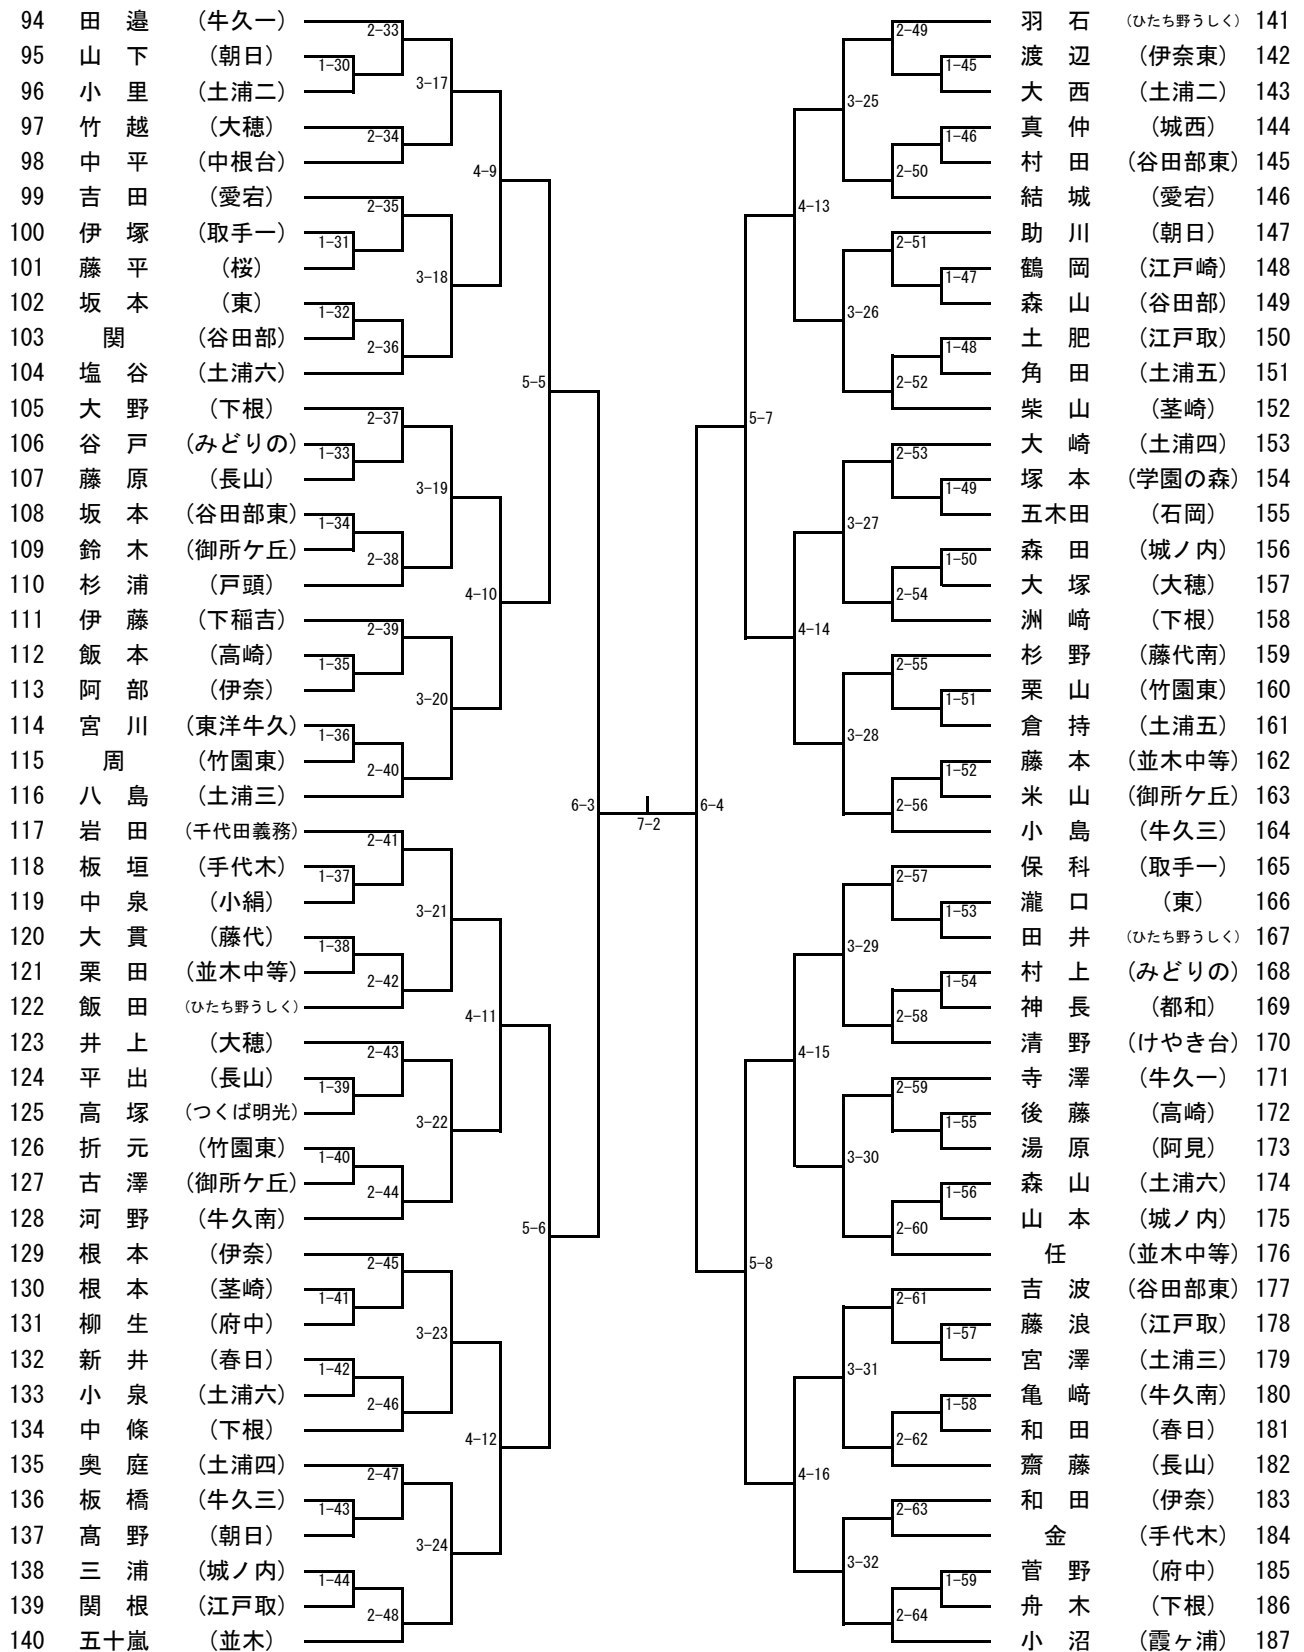 94 田 邉 (牛久一) 2-33 2-49 羽 石 (ひたち野うしく) 141
95 山 下 (朝日) 1-30 1-45 渡 辺 (伊奈東) 142
96 小 里 (土浦二) 3-17 3-25 大 西 (土浦二) 143
97 竹 越 (大穂) 2-34 1-46 真 仲 (城西) 144
98 中 平 (中根台) 4-9 2-50 村 田 (谷田部東) 145
99 吉 田 (愛宕) 2-35 4-13 結 城 (愛宕) 146
100 伊 塚 (取手一) 1-31 2-51 助 川 (朝日) 147
101 藤 平 (桜) 3-18 1-47 鶴 岡 (江戸崎) 148
102 坂 本 (東) 1-32 3-26 森 山 (谷田部) 149
103 関 (谷田部) 2-36 1-48 土 肥 (江戸取) 150
104 塩 谷 (土浦六) 5-5 2-52 角 田 (土浦五) 151
105 大 野 (下根) 2-37 5-7 柴 山 (茎崎) 152
106 谷 戸 (みどりの) 1-33 2-53 大 崎 (土浦四) 153
107 藤 原 (長山) 3-19 1-49 塚 本 (学園の森) 154
108 坂 本 (谷田部東) 1-34 3-27 五木田 (石岡) 155
109 鈴 木 (御所ケ丘) 2-38 1-50 森 田 (城ノ内) 156
110 杉 浦 (戸頭) 4-10 2-54 大 塚 (大穂) 157
111 伊 藤 (下稲吉) 2-39 4-14 洲 﨑 (下根) 158
112 飯 本 (高崎) 1-35 2-55 杉 野 (藤代南) 159
113 阿 部 (伊奈) 3-20 1-51 栗 山 (竹園東) 160
114 宮 川 (東洋牛久) 1-36 3-28 倉 持 (土浦五) 161
115 周 (竹園東) 2-40 1-52 藤 本 (並木中等) 162
116 八 島 (土浦三) 6-3 7-2 6-4 2-56 米 山 (御所ケ丘) 163
117 岩 田 (千代田義務) 2-41 小 島 (牛久三) 164
118 板 垣 (手代木) 1-37 2-57 保 科 (取手一) 165
119 中 泉 (小絹) 3-21 1-53 瀧 口 (東) 166
120 大 貫 (藤代) 1-38 3-29 田 井 (ひたち野うしく) 167
121 栗 田 (並木中等) 2-42 1-54 村 上 (みどりの) 168
122 飯 田 (ひたち野うしく) 4-11 2-58 神 長 (都和) 169
123 井 上 (大穂) 2-43 4-15 清 野 (けやき台) 170
124 平 出 (長山) 1-39 2-59 寺 澤 (牛久一) 171
125 高 塚 (つくば明光) 3-22 1-55 後 藤 (高崎) 172
126 折 元 (竹園東) 1-40 3-30 湯 原 (阿見) 173
127 古 澤 (御所ケ丘) 2-44 1-56 森 山 (土浦六) 174
128 河 野 (牛久南) 5-6 2-60 山 本 (城ノ内) 175
129 根 本 (伊奈) 2-45 5-8 任 (並木中等) 176
130 根 本 (茎崎) 1-41 2-61 吉 波 (谷田部東) 177
131 柳 生 (府中) 3-23 1-57 藤 浪 (江戸取) 178
132 新 井 (春日) 1-42 3-31 宮 澤 (土浦三) 179
133 小 泉 (土浦六) 2-46 1-58 亀 﨑 (牛久南) 180
134 中 條 (下根) 4-12 2-62 和 田 (春日) 181
135 奥 庭 (土浦四) 2-47 4-16 齋 藤 (長山) 182
136 板 橋 (牛久三) 1-43 2-63 和 田 (伊奈) 183
137 髙 野 (朝日) 3-24 金 (手代木) 184
138 三 浦 (城ノ内) 1-44 3-32 1-59 菅 野 (府中) 185
139 関 根 (江戸取) 2-48 2-64 舟 木 (下根) 186
140 五十嵐 (並木) 小 沼 (霞ヶ浦) 187